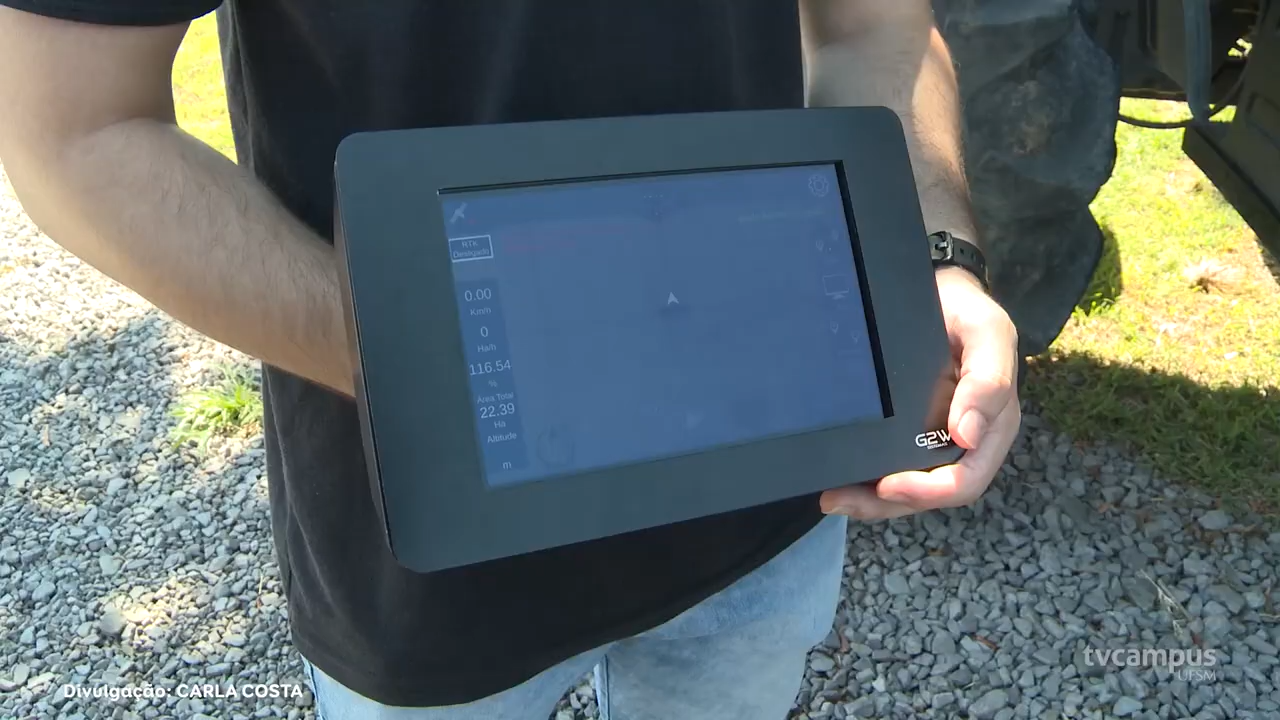 RTK
Desligado
0.00
Km/h
0
Ha/h
116.54
%
Área Total
22.39
Ha
Altitude
m
G2W
tvcampus
UFSM
Divulgação: CARLA COSTA